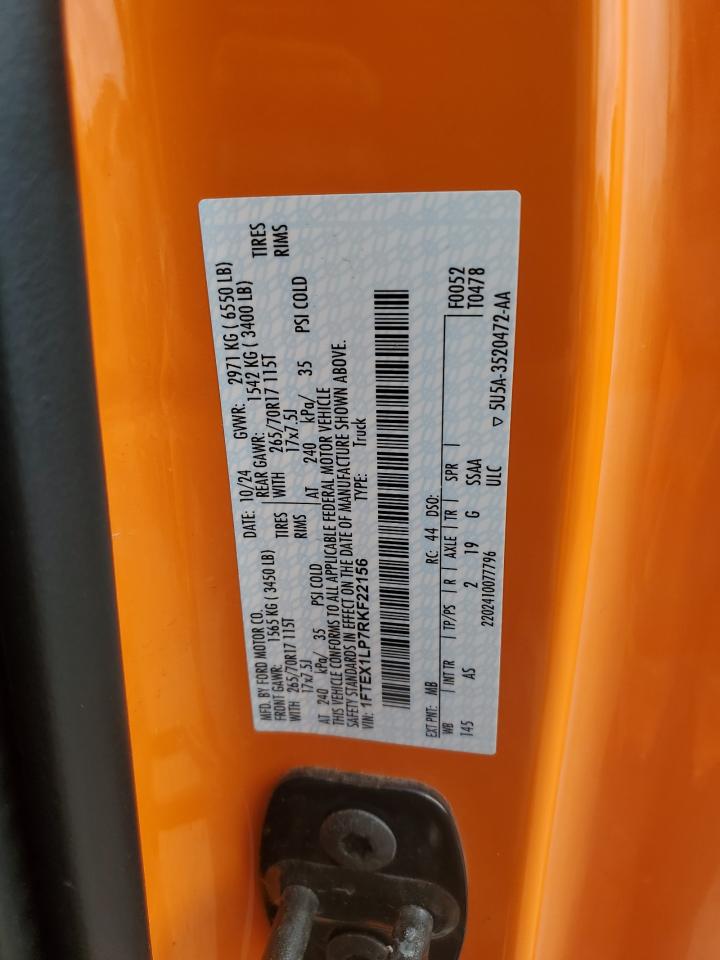 MFD. BY FORD MOTOR CO. DATE: 10/24 GVWR: 2971 KG ( 6550 LB)
FRONT GAWR: 1565 KG ( 3450 LB) REAR GAWR: 1542 KG ( 3400 LB)
WITH 265/70R17 115T TIRES WITH 265/70R17 115T TIRES
17x7.5J RIMS 17x7.5J RIMS
AT 240 kPa/ 35 PSI COLD AT 240 kPa/ 35 PSI COLD
THIS VEHICLE CONFORMS TO ALL APPLICABLE FEDERAL MOTOR VEHICLE
SAFETY STANDARDS IN EFFECT ON THE DATE OF MANUFACTURE SHOWN ABOVE.
VIN: 1FTEX1LP7RKF22156 TYPE: Truck
EXT PNT: MB RC: 44 DSO: F0052
WB INT TR TP/PS R AXLE TR SPR T0478
145 AS 2 19 G SSAA
ULC
2202410077796 ▽ 5U5A-3520472-AA